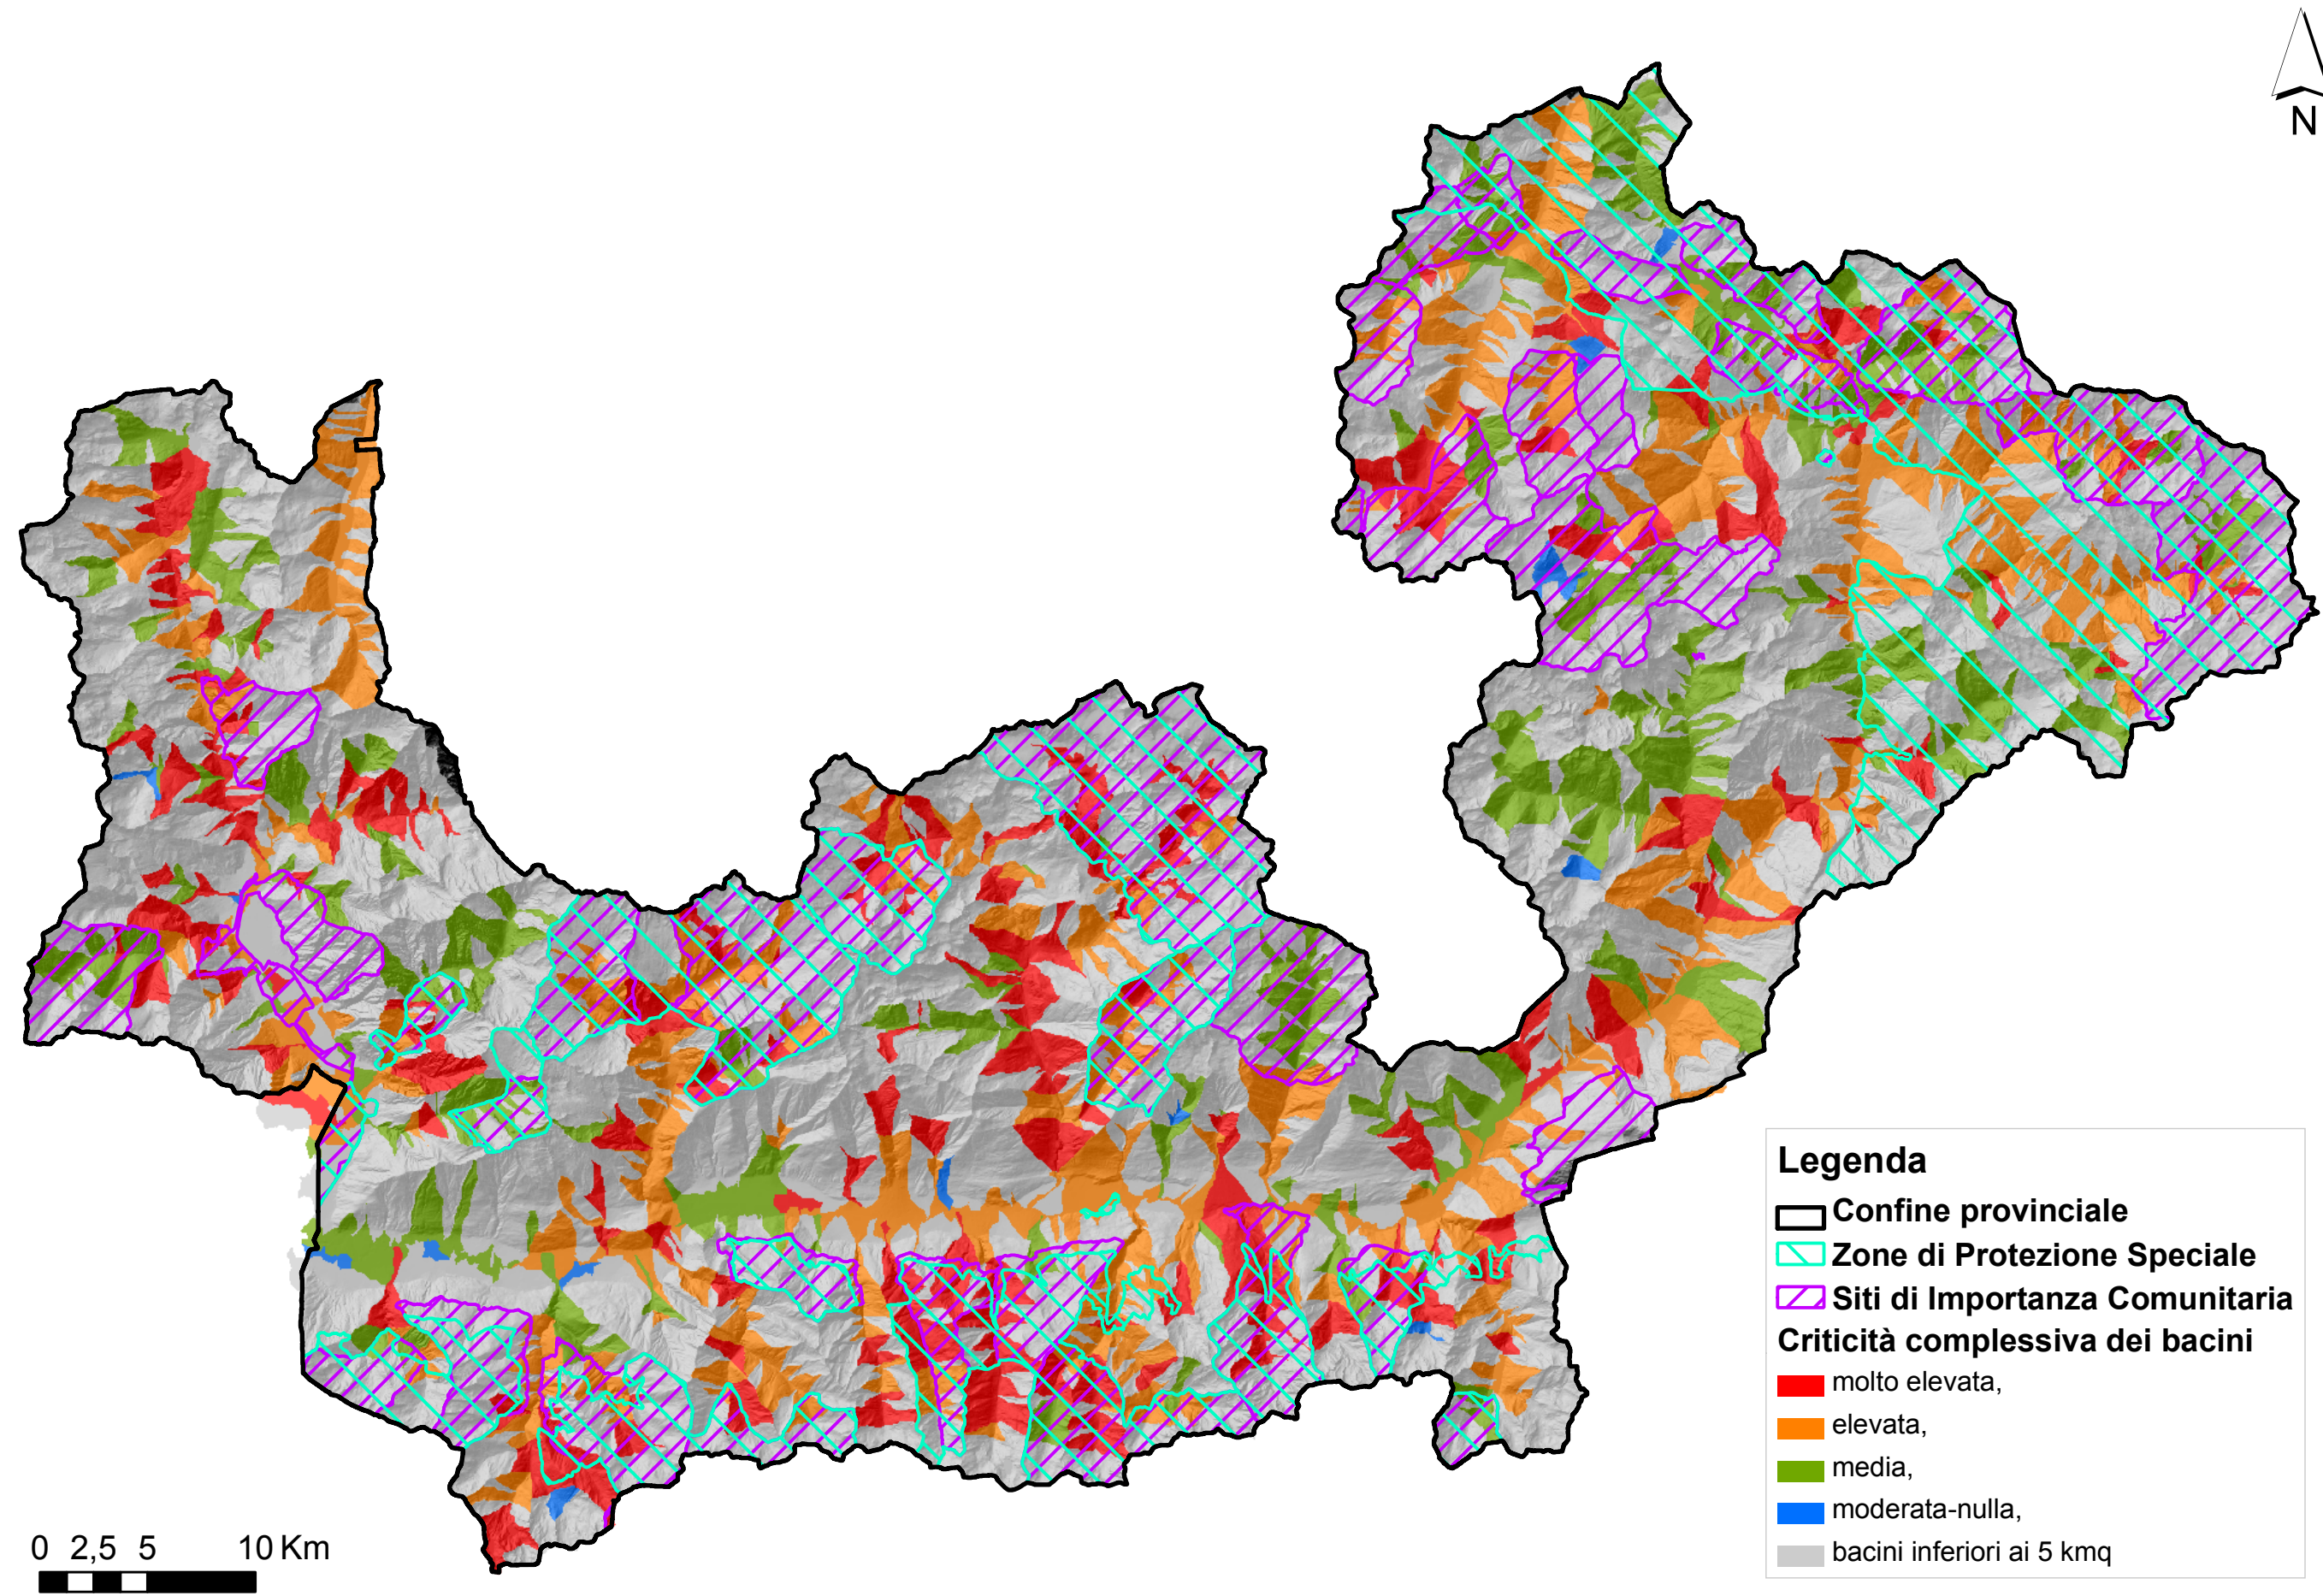 N
Legenda
Confine provinciale
Zone di Protezione Speciale
Siti di Importanza Comunitaria
Criticità complessiva dei bacini
molto elevata,
elevata,
media,
moderata-nulla,
bacini inferiori ai 5 kmq
0 2,5 5 10 Km